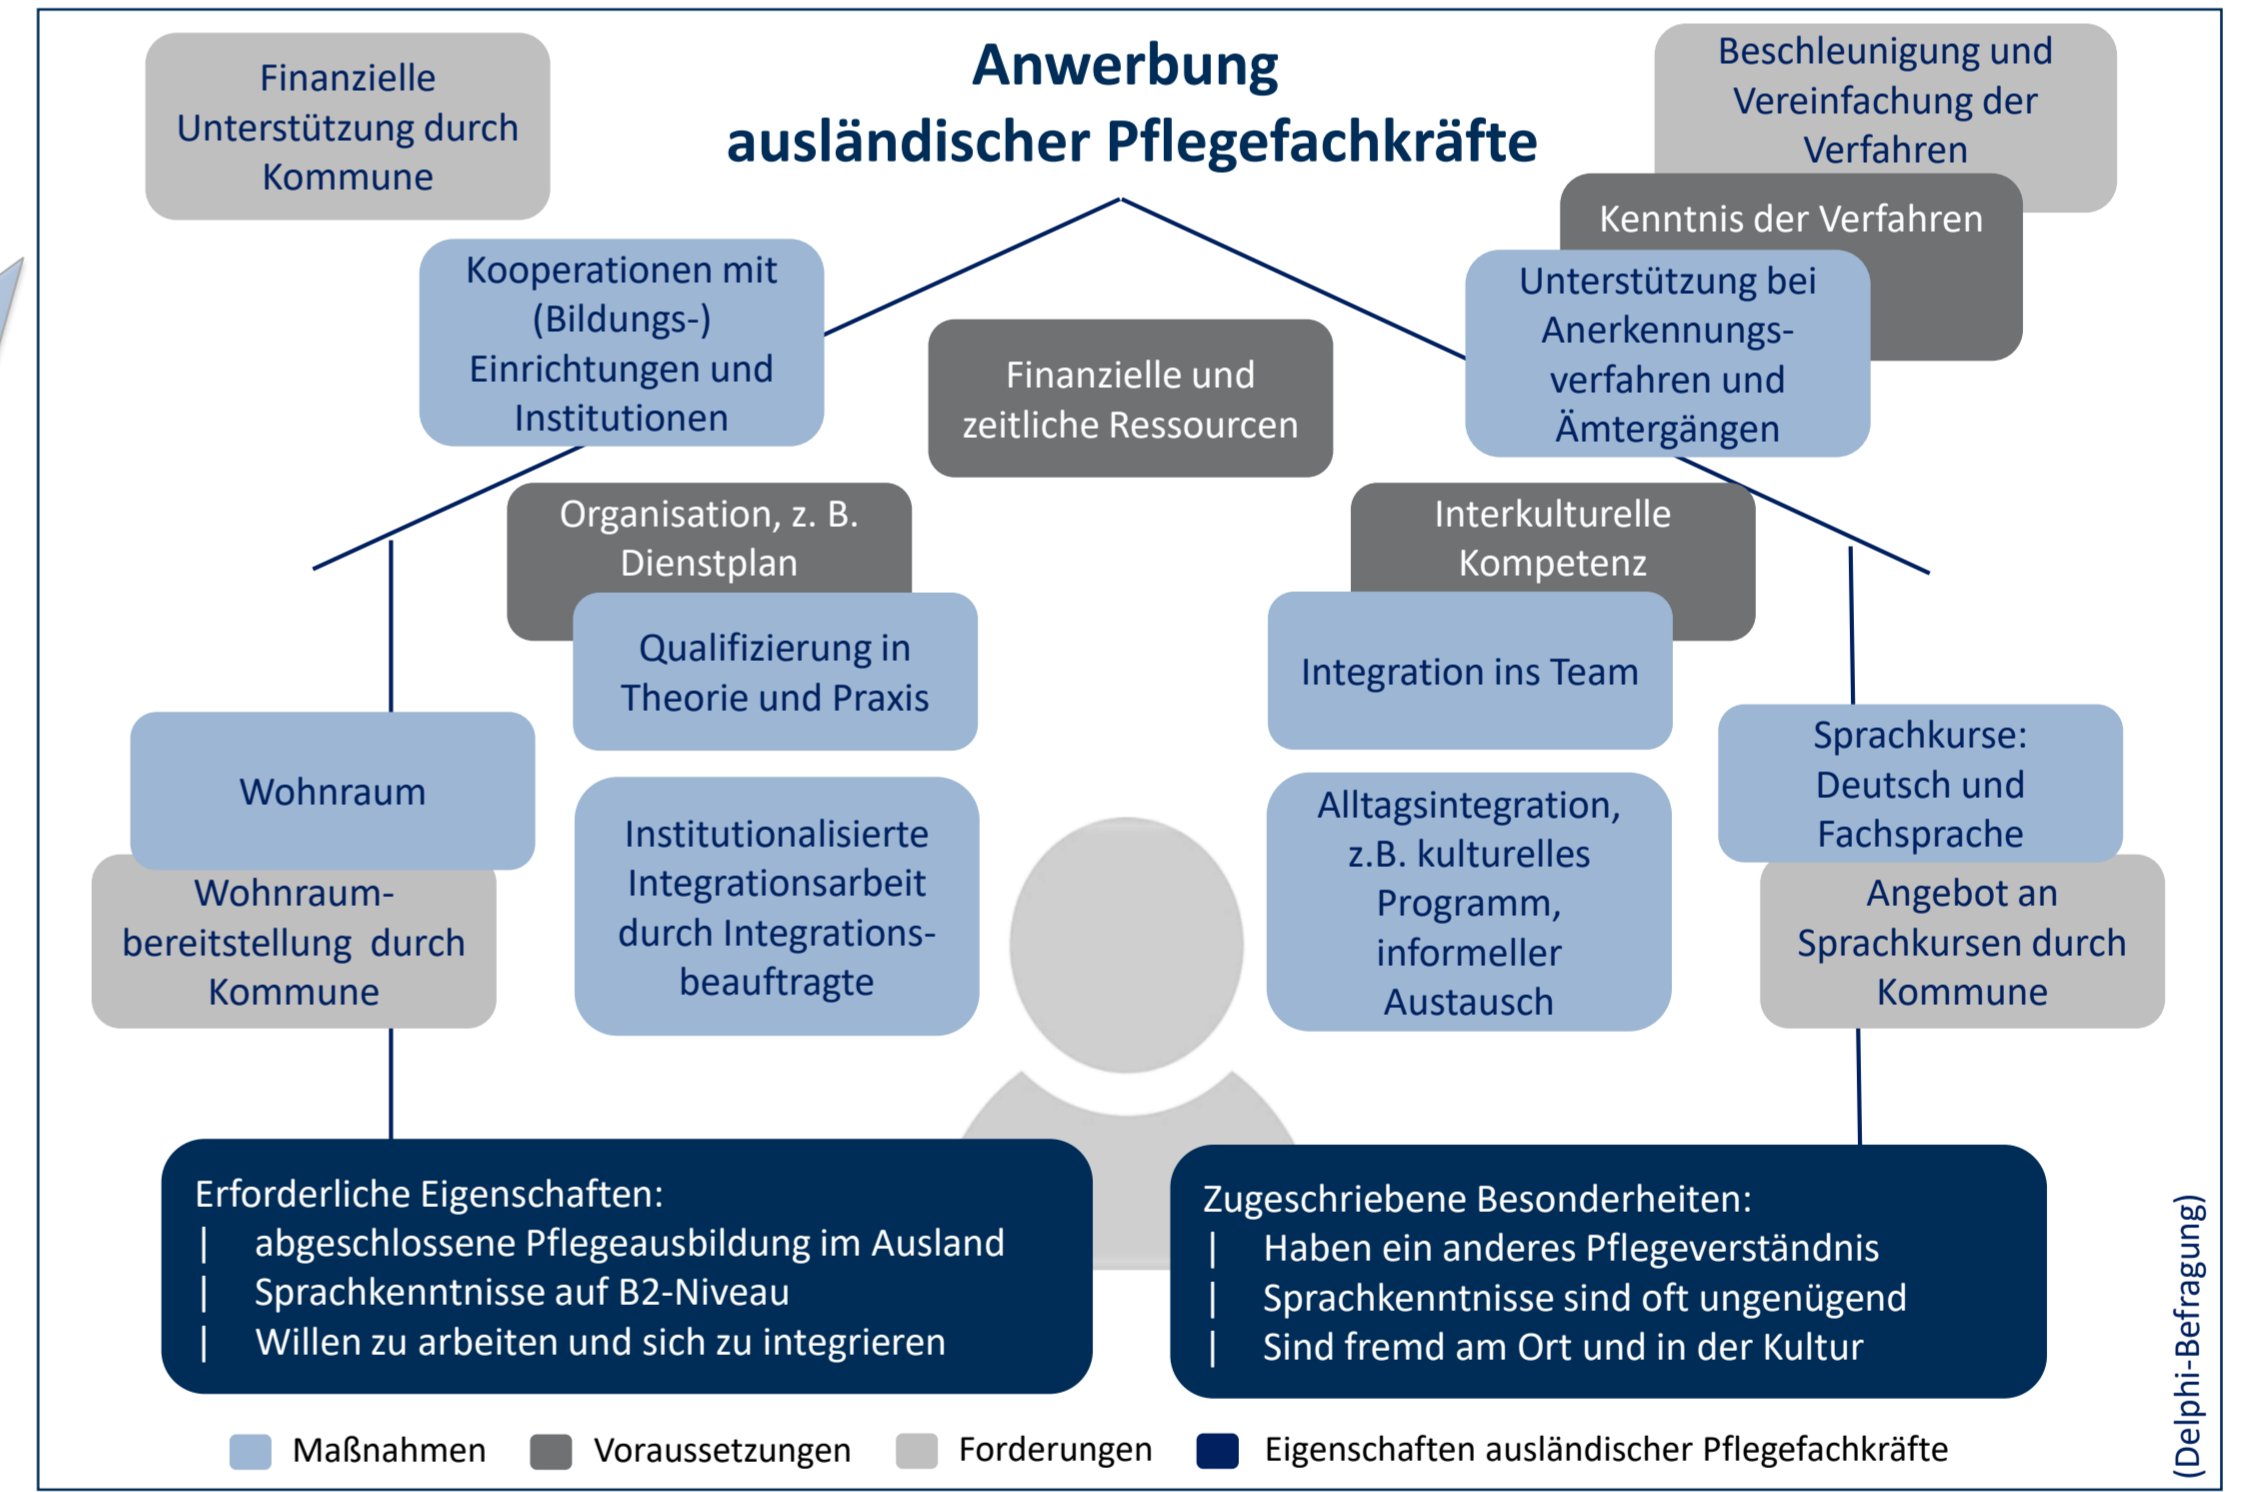 Anwerbung
ausländischer Pflegefachkräfte
Finanzielle
Unterstützung durch
Kommune
Beschleunigung und
Vereinfachung der
Verfahren
Kenntnis der Verfahren
Kooperationen mit
(Bildungs-)
Einrichtungen und
Institutionen
Unterstützung bei
Anerkennungs-
verfahren und
Ämtergängen
Finanzielle und
zeitliche Ressourcen
Organisation, z. B.
Dienstplan
Interkulturelle
Kompetenz
Qualifizierung in
Theorie und Praxis
Integration ins Team
Wohnraum
Sprachkurse:
Deutsch und
Fachsprache
Institutionalisierte
Integrationsarbeit
durch Integrations-
beauftragte
Alltagsintegration,
z.B. kulturelles
Programm,
informeller
Austausch
Wohnraum-
bereitstellung  durch
Kommune
Angebot an
Sprachkursen durch
Kommune
Erforderliche Eigenschaften:
| abgeschlossene Pflegeausbildung im Ausland
| Sprachkenntnisse auf B2-Niveau
| Willen zu arbeiten und sich zu integrieren
Zugeschriebene Besonderheiten:
| Haben ein anderes Pflegeverständnis
| Sprachkenntnisse sind oft ungenügend
| Sind fremd am Ort und in der Kultur
(Delphi-Befragung)
Maßnahmen
Voraussetzungen
Forderungen
Eigenschaften ausländischer Pflegefachkräfte